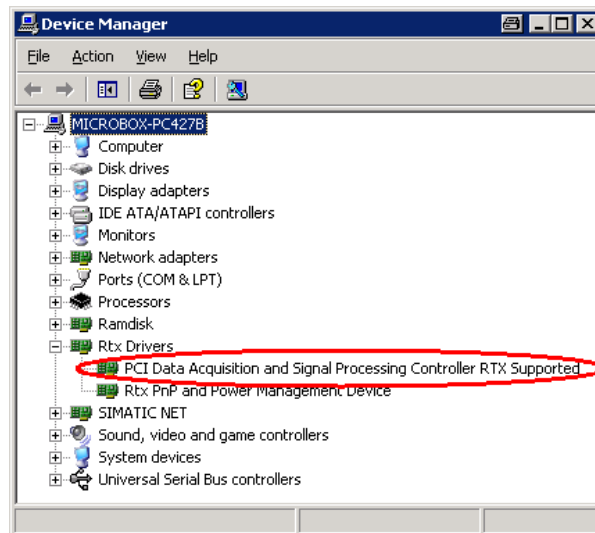 Device Manager
File Action View Help
MICROBOX-PC427B
Computer
Disk drives
Display adapters
IDE ATA/ATAPI controllers
Monitors
Network adapters
Ports (COM & LPT)
Processors
Ramdisk
Rtx Drivers
PCI Data Acquisition and Signal Processing Controller RTX Supported
Rtx PnP and Power Management Device
SIMATIC NET
Sound, video and game controllers
System devices
Universal Serial Bus controllers